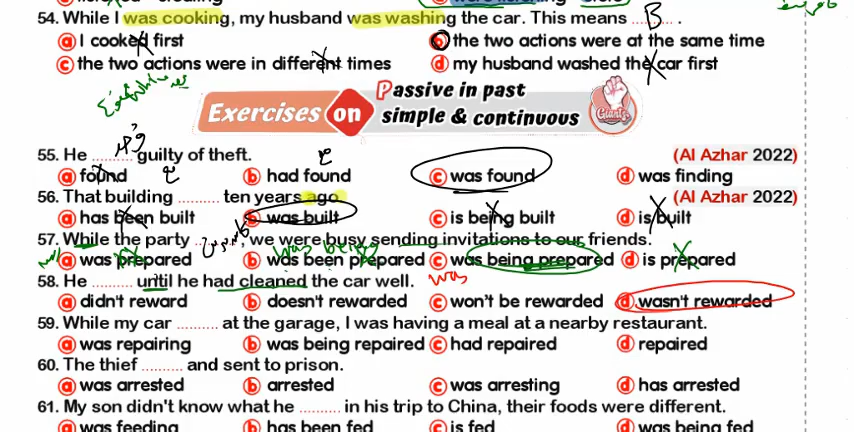 54. While I was cooking, my husband was washing the car. This means .......... .
B
a I cooked first
b the two actions were at the same time
c the two actions were in different times
d my husband washed the car first
Exercises on
Passive in past simple & continuous
55. He .......... guilty of theft. (Al Azhar 2022)
a found b had found c was found d was finding
56. That building .......... ten years ago (Al Azhar 2022)
a has been built b was built c is being built d is built
57. While the party .......... , we were busy sending invitations to our friends.
was being
a was prepared b was been prepared c was being prepared d is prepared
58. He .......... until he had cleaned the car well. was
a didn't reward b doesn't rewarded c won't be rewarded d wasn't rewarded
59. While my car .......... at the garage, I was having a meal at a nearby restaurant.
a was repairing b was being repaired c had repaired d repaired
60. The thief .......... and sent to prison.
a was arrested b arrested c was arresting d has arrested
61. My son didn't know what he .......... in his trip to China, their foods were different.
a was feeding b has been fed c is fed d was being fed